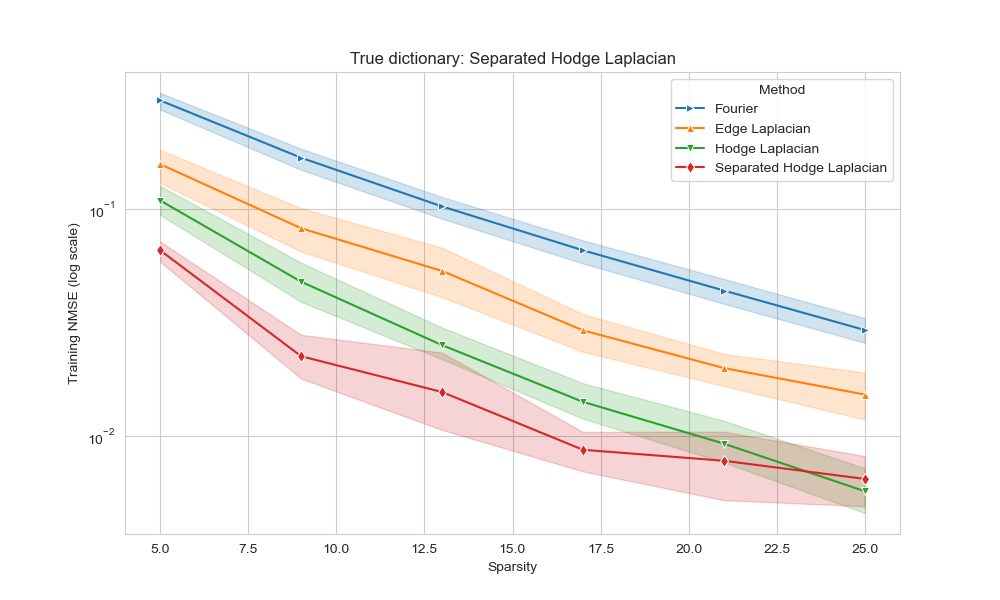 True dictionary: Separated Hodge Laplacian
Method
Fourier
Edge Laplacian
Hodge Laplacian
Separated Hodge Laplacian
Training NMSE (log scale)
10⁻¹
10⁻²
5.0 7.5 10.0 12.5 15.0 17.5 20.0 22.5 25.0
Sparsity